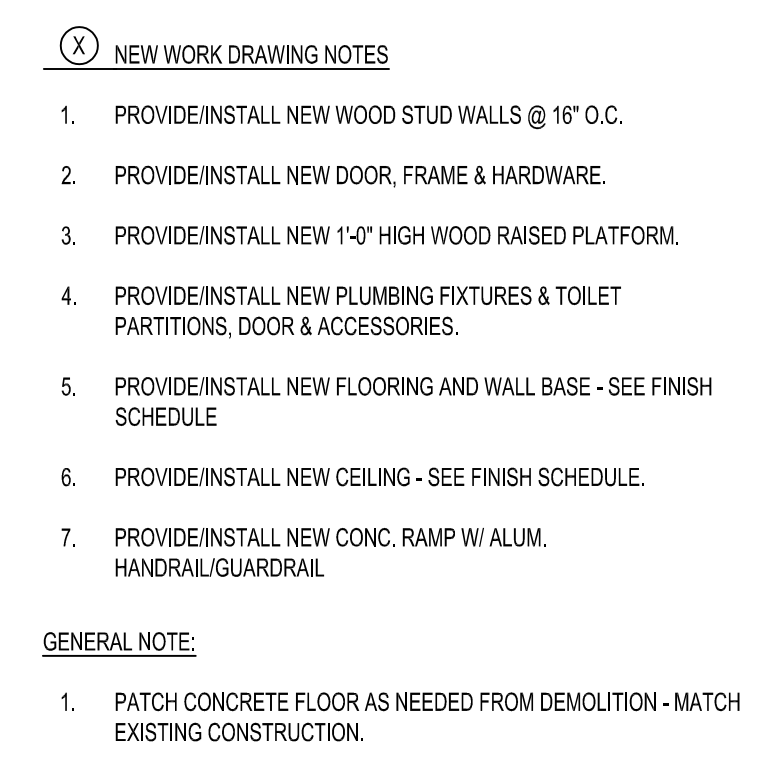 X NEW WORK DRAWING NOTES
1. PROVIDE/INSTALL NEW WOOD STUD WALLS @ 16" O.C.
2. PROVIDE/INSTALL NEW DOOR, FRAME & HARDWARE.
3. PROVIDE/INSTALL NEW 1'-0" HIGH WOOD RAISED PLATFORM.
4. PROVIDE/INSTALL NEW PLUMBING FIXTURES & TOILET
PARTITIONS, DOOR & ACCESSORIES.
5. PROVIDE/INSTALL NEW FLOORING AND WALL BASE - SEE FINISH
SCHEDULE
6. PROVIDE/INSTALL NEW CEILING - SEE FINISH SCHEDULE.
7. PROVIDE/INSTALL NEW CONC. RAMP W/ ALUM.
HANDRAIL/GUARDRAIL
GENERAL NOTE:
1. PATCH CONCRETE FLOOR AS NEEDED FROM DEMOLITION - MATCH
EXISTING CONSTRUCTION.